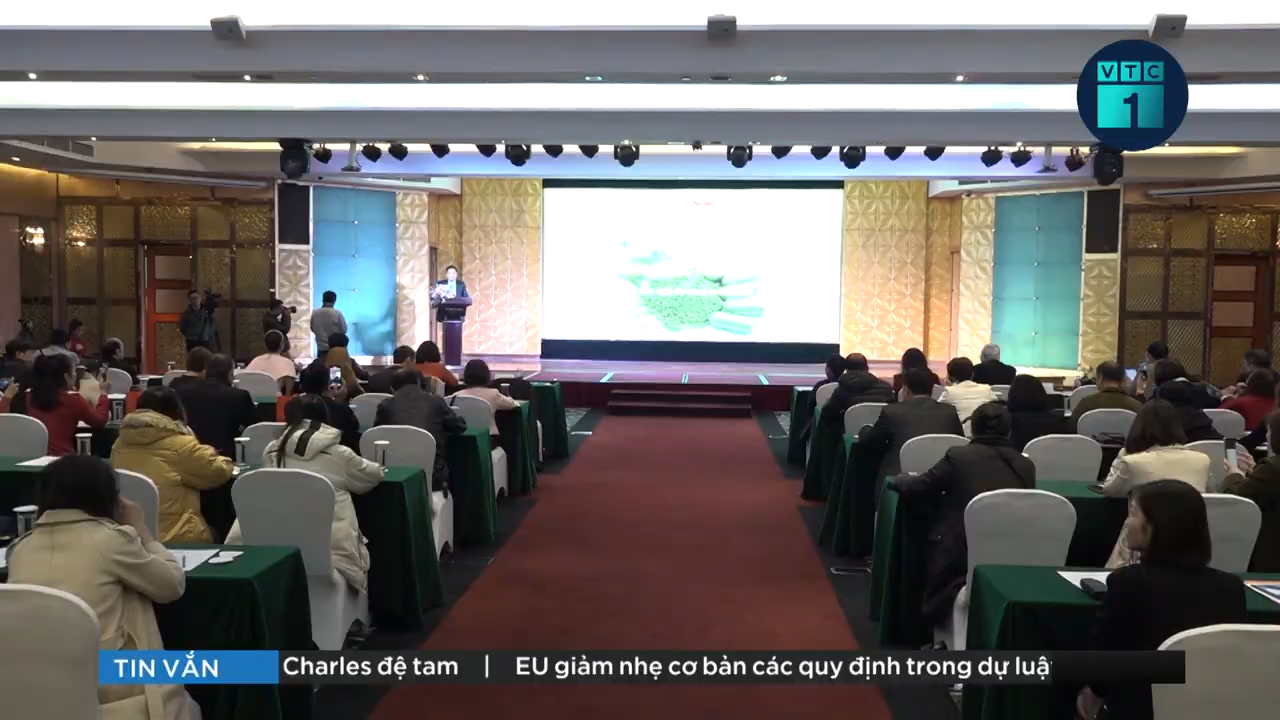 VTC
1
TIN VẮN
Charles đệ tam | EU giảm nhẹ cơ bản các quy định trong dự luậ